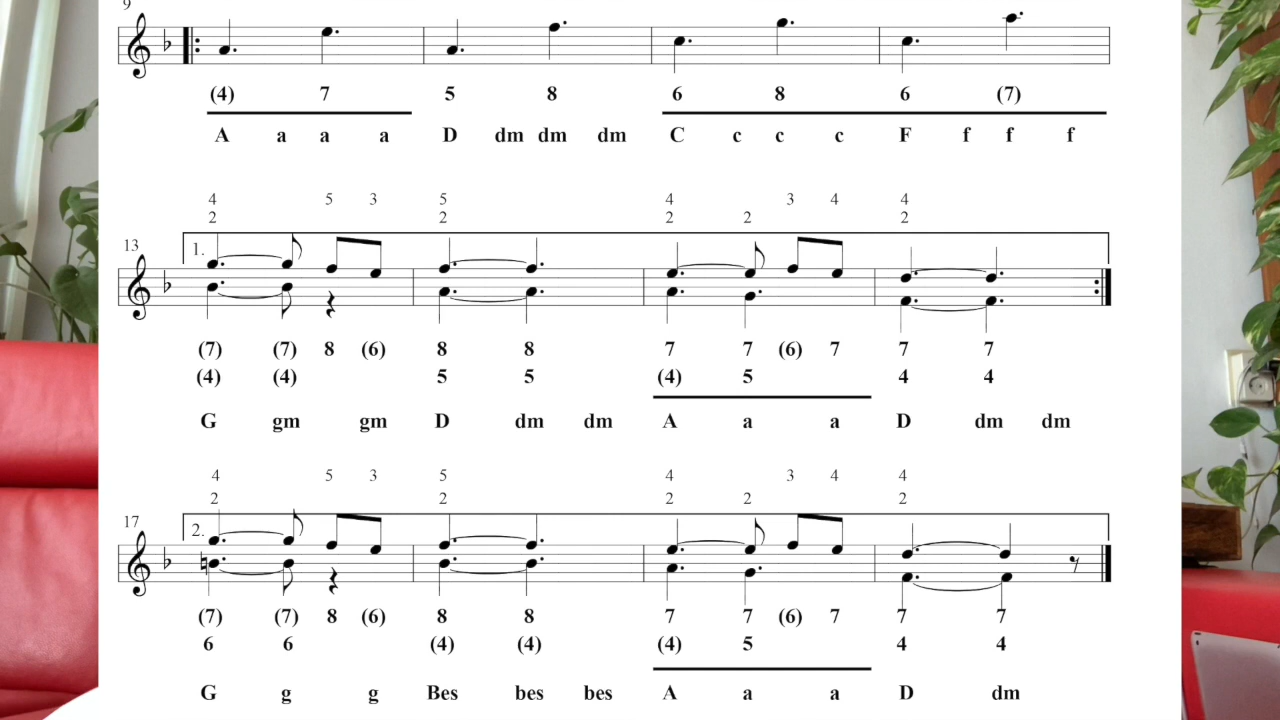 9
(4) 7 5 8 6 8 6 (7)
A a a a D dm dm dm C c c c F f f f
4 5 3 5 4 3 4 4
2 2 2 2 2
13
1.
(7) (7) 8 (6) 8 8 7 7 (6) 7 7 7
(4) (4) 5 5 (4) 5 4 4
G gm gm D dm dm A a a D dm dm
4 5 3 5 4 3 4 4
2 2 2 2 2
17
2.
(7) (7) 8 (6) 8 8 7 7 (6) 7 7 7
6 6 (4) (4) (4) 5 4 4
G g g Bes bes bes A a a D dm